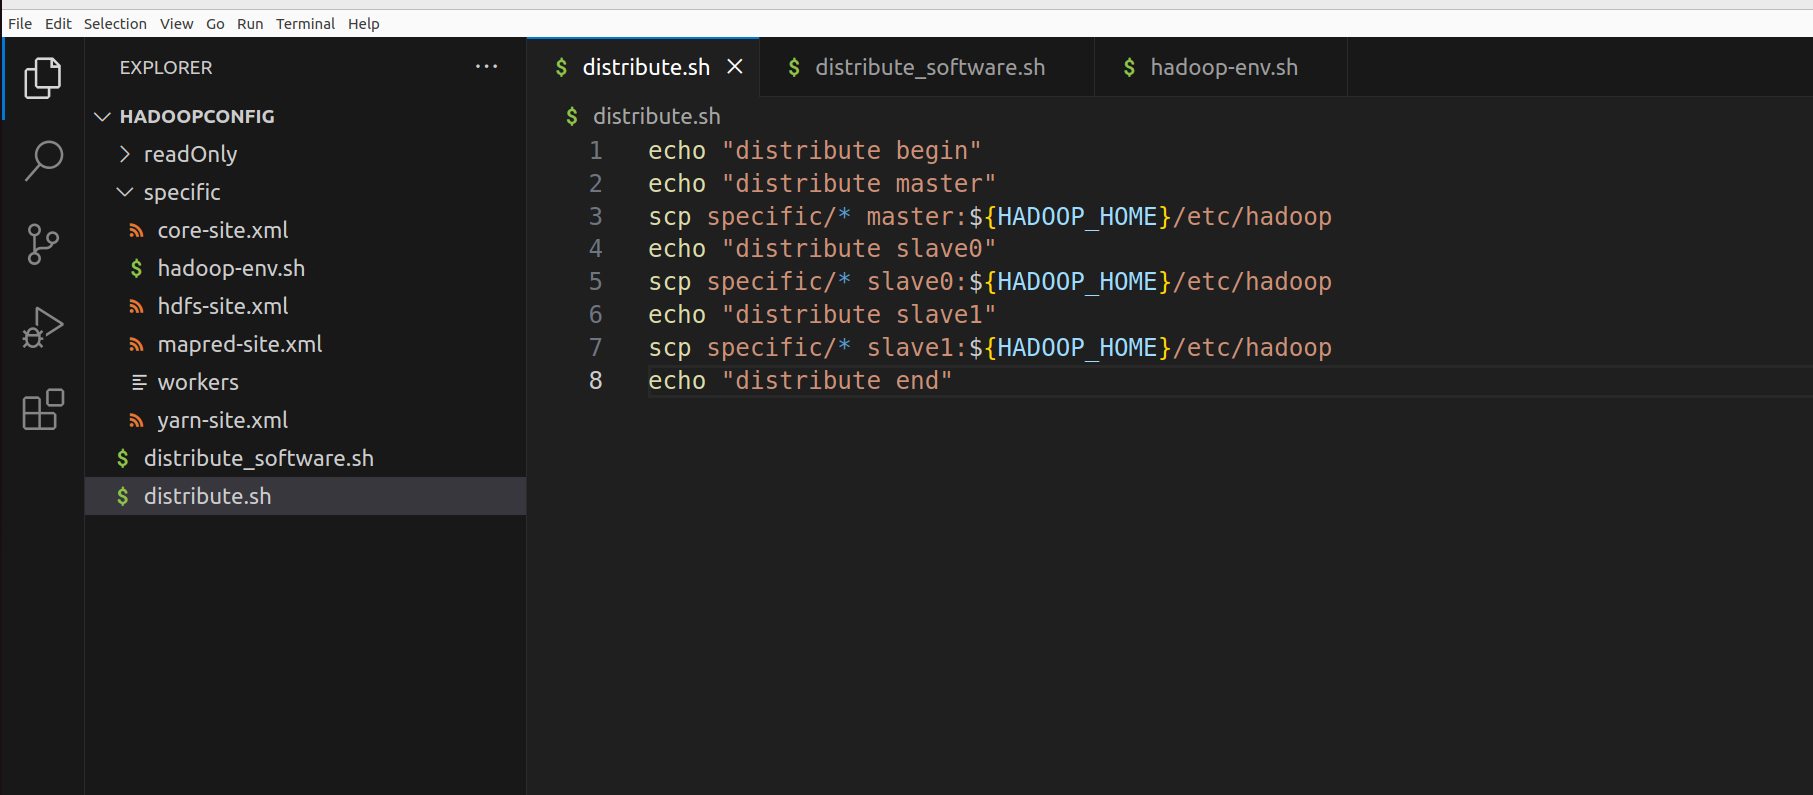 File Edit Selection View Go Run Terminal Help
EXPLORER ...
HADOOPCONFIG
readOnly
specific
core-site.xml
$ hadoop-env.sh
hdfs-site.xml
mapred-site.xml
workers
yarn-site.xml
$ distribute_software.sh
$ distribute.sh
$ distribute.sh $ distribute_software.sh $ hadoop-env.sh
$ distribute.sh
1 echo "distribute begin"
2 echo "distribute master"
3 scp specific/* master:${HADOOP_HOME}/etc/hadoop
4 echo "distribute slave0"
5 scp specific/* slave0:${HADOOP_HOME}/etc/hadoop
6 echo "distribute slave1"
7 scp specific/* slave1:${HADOOP_HOME}/etc/hadoop
8 echo "distribute end"